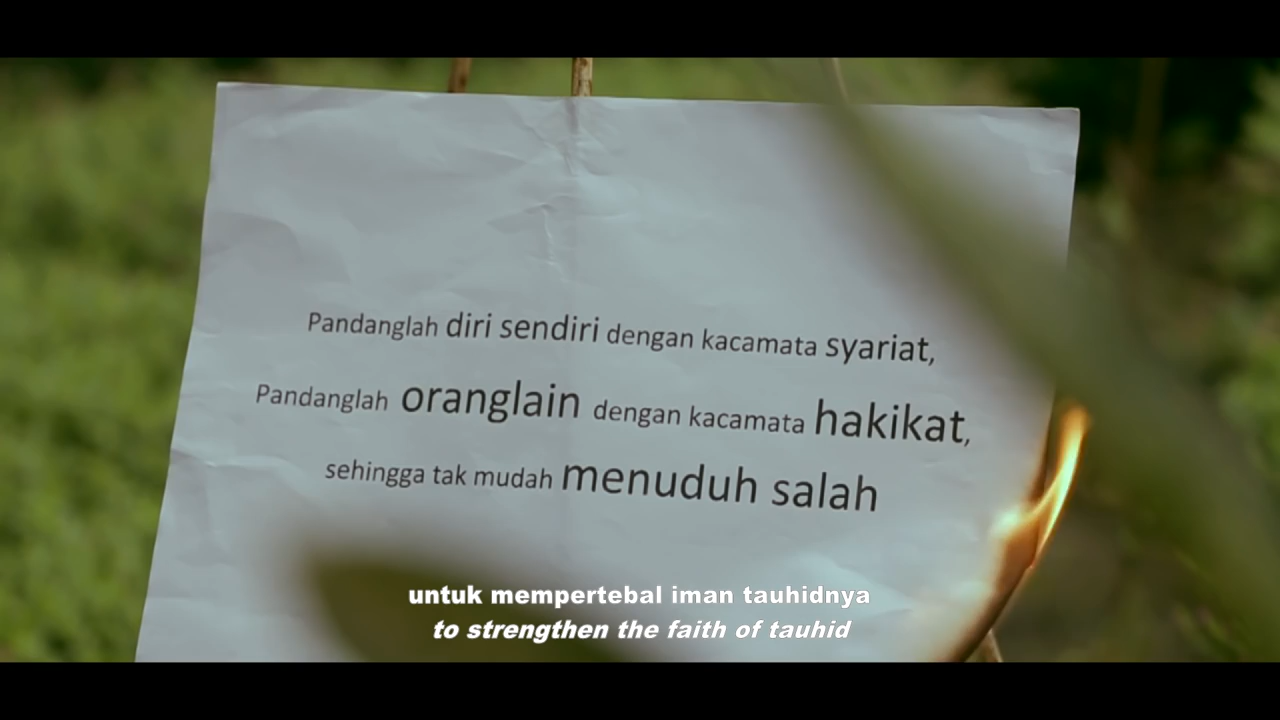 Pandanglah diri sendiri dengan kacamata syariat,
Pandanglah oranglain dengan kacamata hakikat,
sehingga tak mudah menuduh salah
untuk mempertebal iman tauhidnya
to strengthen the faith of tauhid